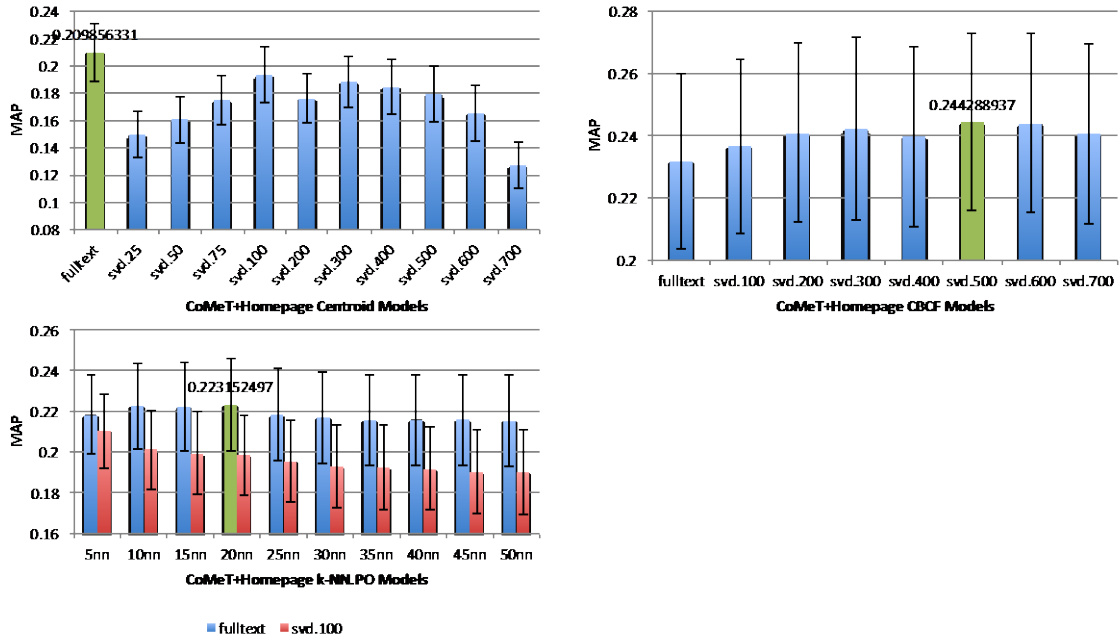 0.24
0.22
0.2
0.18
0.16
0.14
0.12
0.1
0.08
MAP
0.209856331
fulltext
svd.25
svd.50
svd.75
svd.100
svd.200
svd.300
svd.400
svd.500
svd.600
svd.700
CoMeT+Homepage Centroid Models
0.28
0.26
0.24
0.22
0.2
MAP
0.244288937
fulltext svd.100 svd.200 svd.300 svd.400 svd.500 svd.600 svd.700
CoMeT+Homepage CBCF Models
0.26
0.24
0.22
0.2
0.18
0.16
MAP
0.223152497
5nn 10nn 15nn 20nn 25nn 30nn 35nn 40nn 45nn 50nn
CoMeT+Homepage k-NN.PO Models
fulltext svd.100